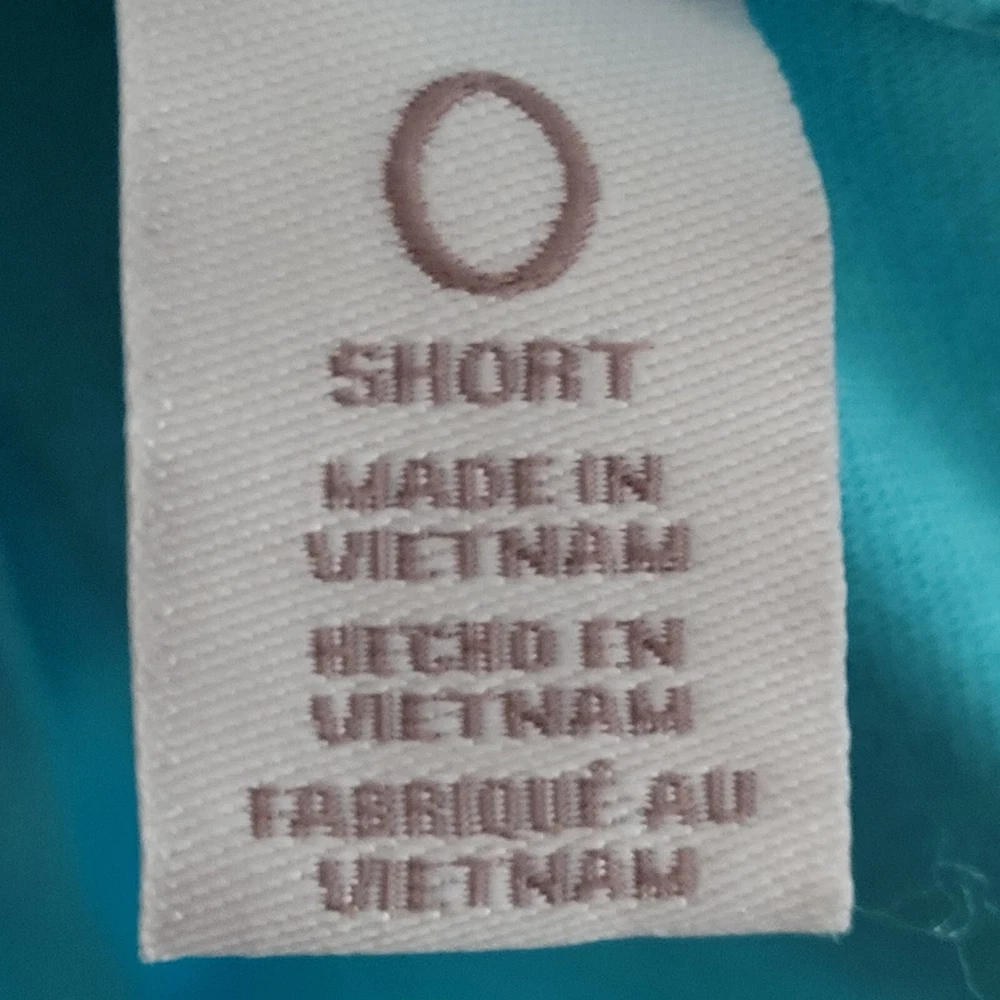 0
SHORT
MADE IN
VIETNAM
HECHO EN
VIETNAM
FABRIQUÉ AU
VIETNAM